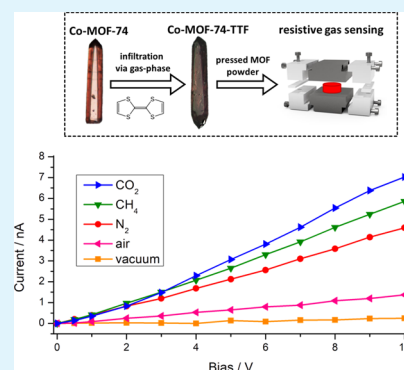 Co-MOF-74
Co-MOF-74-TTF
resistive gas sensing
infiltration
via gas-phase
pressed MOF
powder
S S
S S
Current / nA
8
7
6
5
4
3
2
1
0
CO₂
CH₄
N₂
air
vacuum
0 2 4 6 8 10
Bias / V